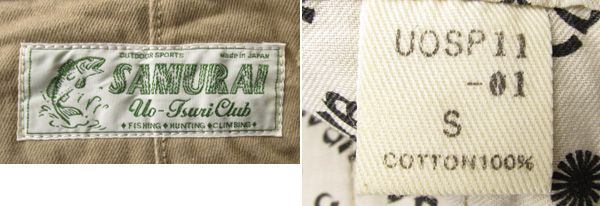 OUTDOOR SPORTS made in JAPAN
SAMURAI
Uo-Tsuri Club
♦FISHING♦HUNTING♦CLIMBING♦
UOSP11
-01
S
COTTON100%